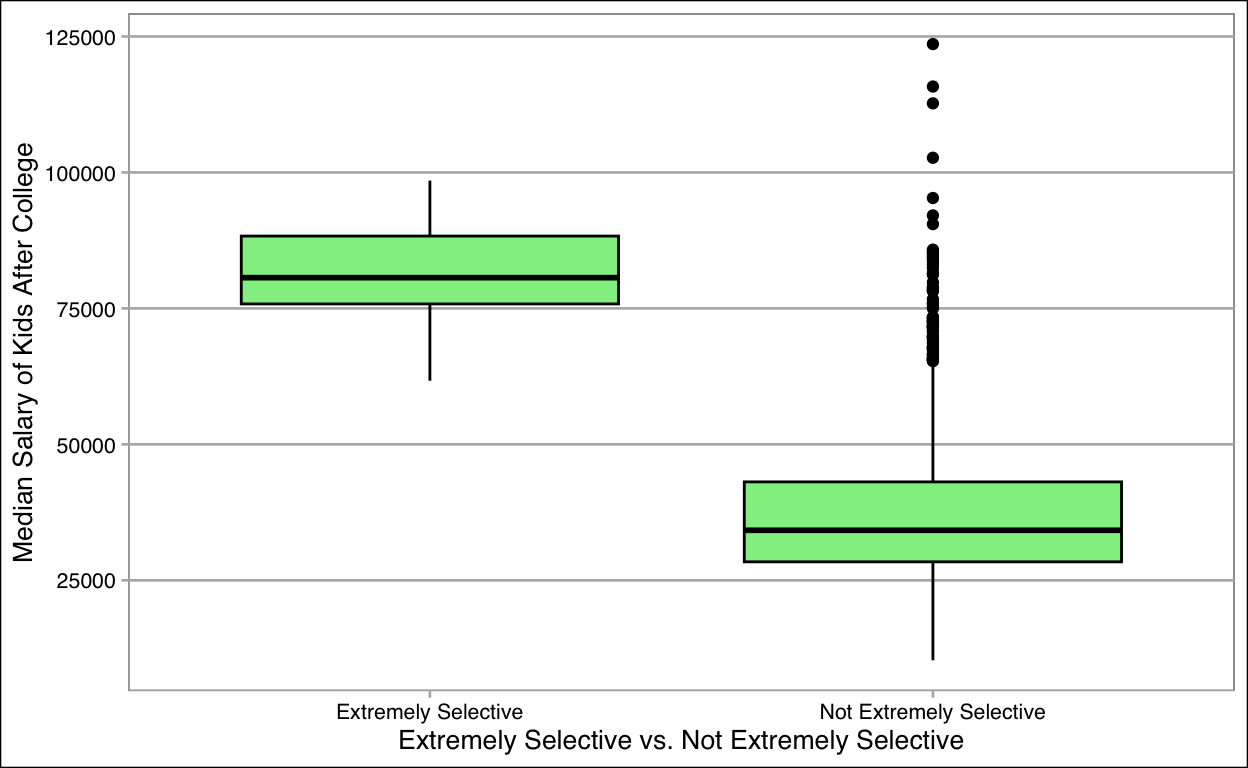 Median Salary of Kids After College
125000
100000
75000
50000
25000
Extremely Selective
Not Extremely Selective
Extremely Selective vs. Not Extremely Selective